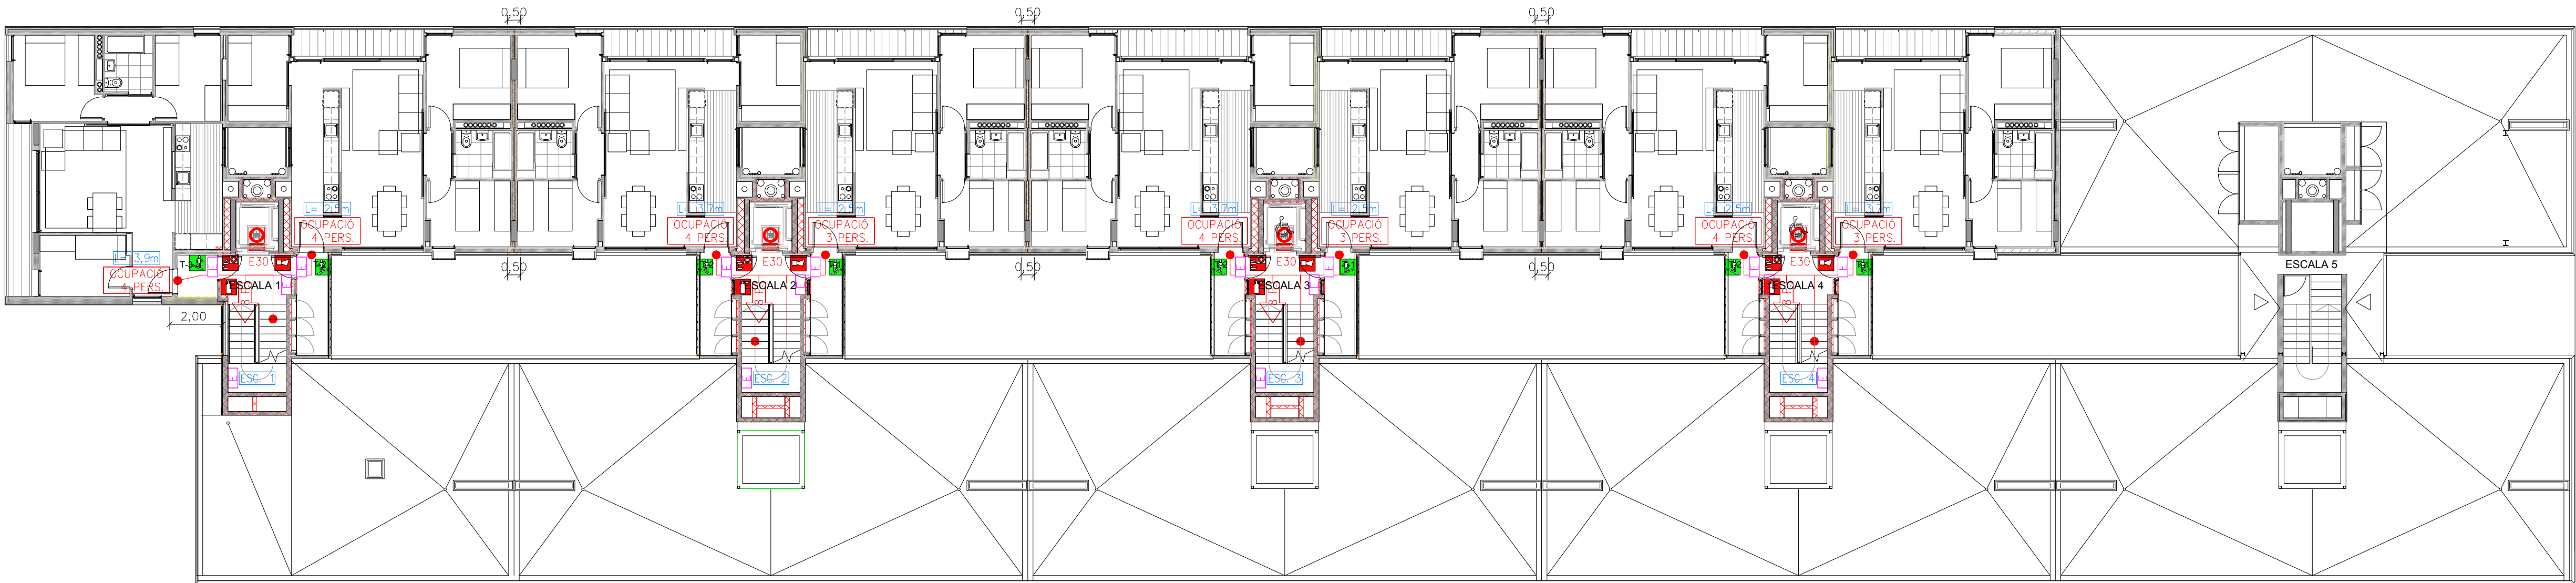 0,50
0,50
0,50
L= 2,5m
L= 3,7m
L= 2,5m
L= 3,7m
L= 2,5m
L= 2,5m
L= 3,7m
OCUPACIÓ
4 PERS.
OCUPACIÓ
4 PERS.
OCUPACIÓ
3 PERS.
OCUPACIÓ
4 PERS.
OCUPACIÓ
3 PERS.
OCUPACIÓ
4 PERS.
OCUPACIÓ
3 PERS.
L= 3,9m
OCUPACIÓ
4 PERS.
E30
E30
E30
E30
0,50
0,50
0,50
ESCALA 1
ESCALA 2
ESCALA 3
ESCALA 4
ESCALA 5
2,00
ESC. 1
ESC. 2
ESC. 3
ESC. 4